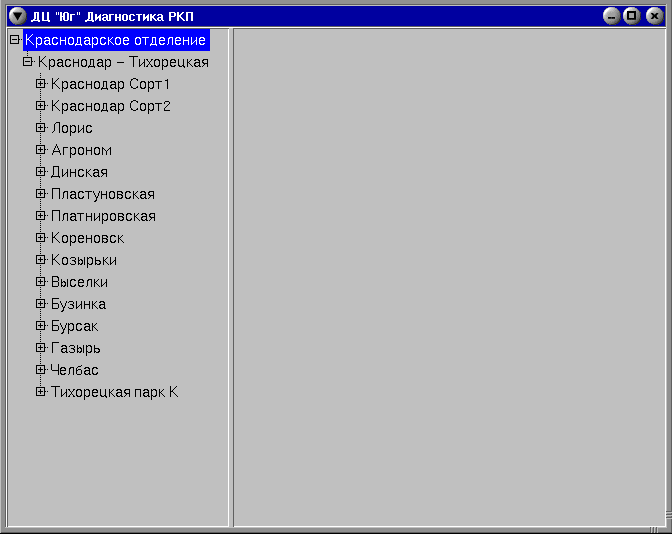 ДЦ "Юг" Диагностика РКП
Краснодарское отделение
Краснодар - Тихорецкая
Краснодар Сорт1
Краснодар Сорт2
Лорис
Агроном
Динская
Пластуновская
Платнировская
Кореновск
Козырьки
Выселки
Бузинка
Бурсак
Газырь
Челбас
Тихорецкая парк К